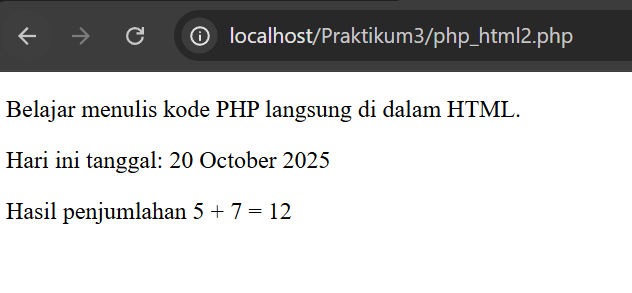 localhost/Praktikum3/php_html2.php
Belajar menulis kode PHP langsung di dalam HTML.
Hari ini tanggal: 20 October 2025
Hasil penjumlahan 5 + 7 = 12